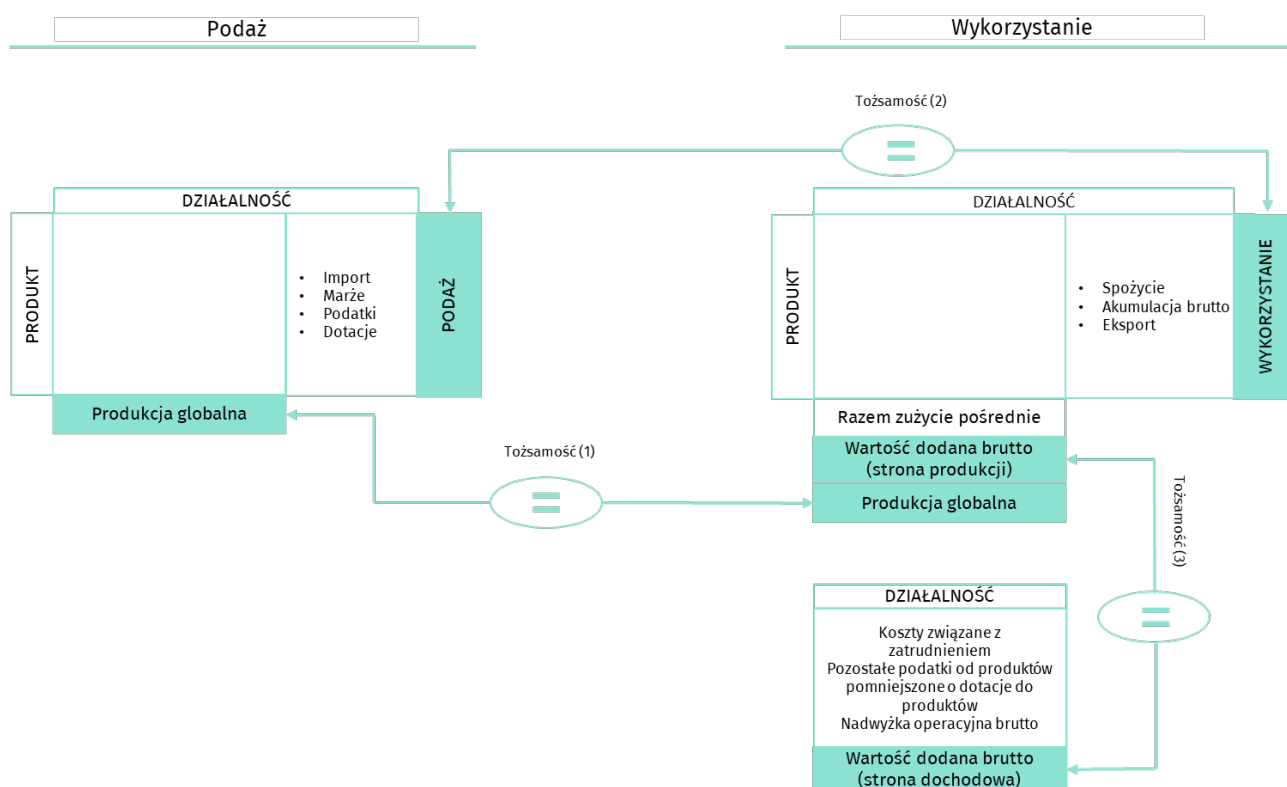 Podaż
Wykorzystanie
Tożsamość (2)
DZIAŁALNOŚĆ
PRODUKT
• Import
• Marże
• Podatki
• Dotacje
PODAŻ
Produkcja globalna
DZIAŁALNOŚĆ
PRODUKT
• Spożycie
• Akumulacja brutto
• Eksport
WYKORZYSTANIE
Razem zużycie pośrednie
Wartość dodana brutto
(strona produkcji)
Produkcja globalna
Tożsamość (1)
=
=
Tożsamość (3)
=
DZIAŁALNOŚĆ
Koszty związane z
zatrudnieniem
Pozostałe podatki od produktów
pomniejszone o dotacje do
produktów
Nadwyżka operacyjna brutto
Wartość dodana brutto
(strona dochodowa)